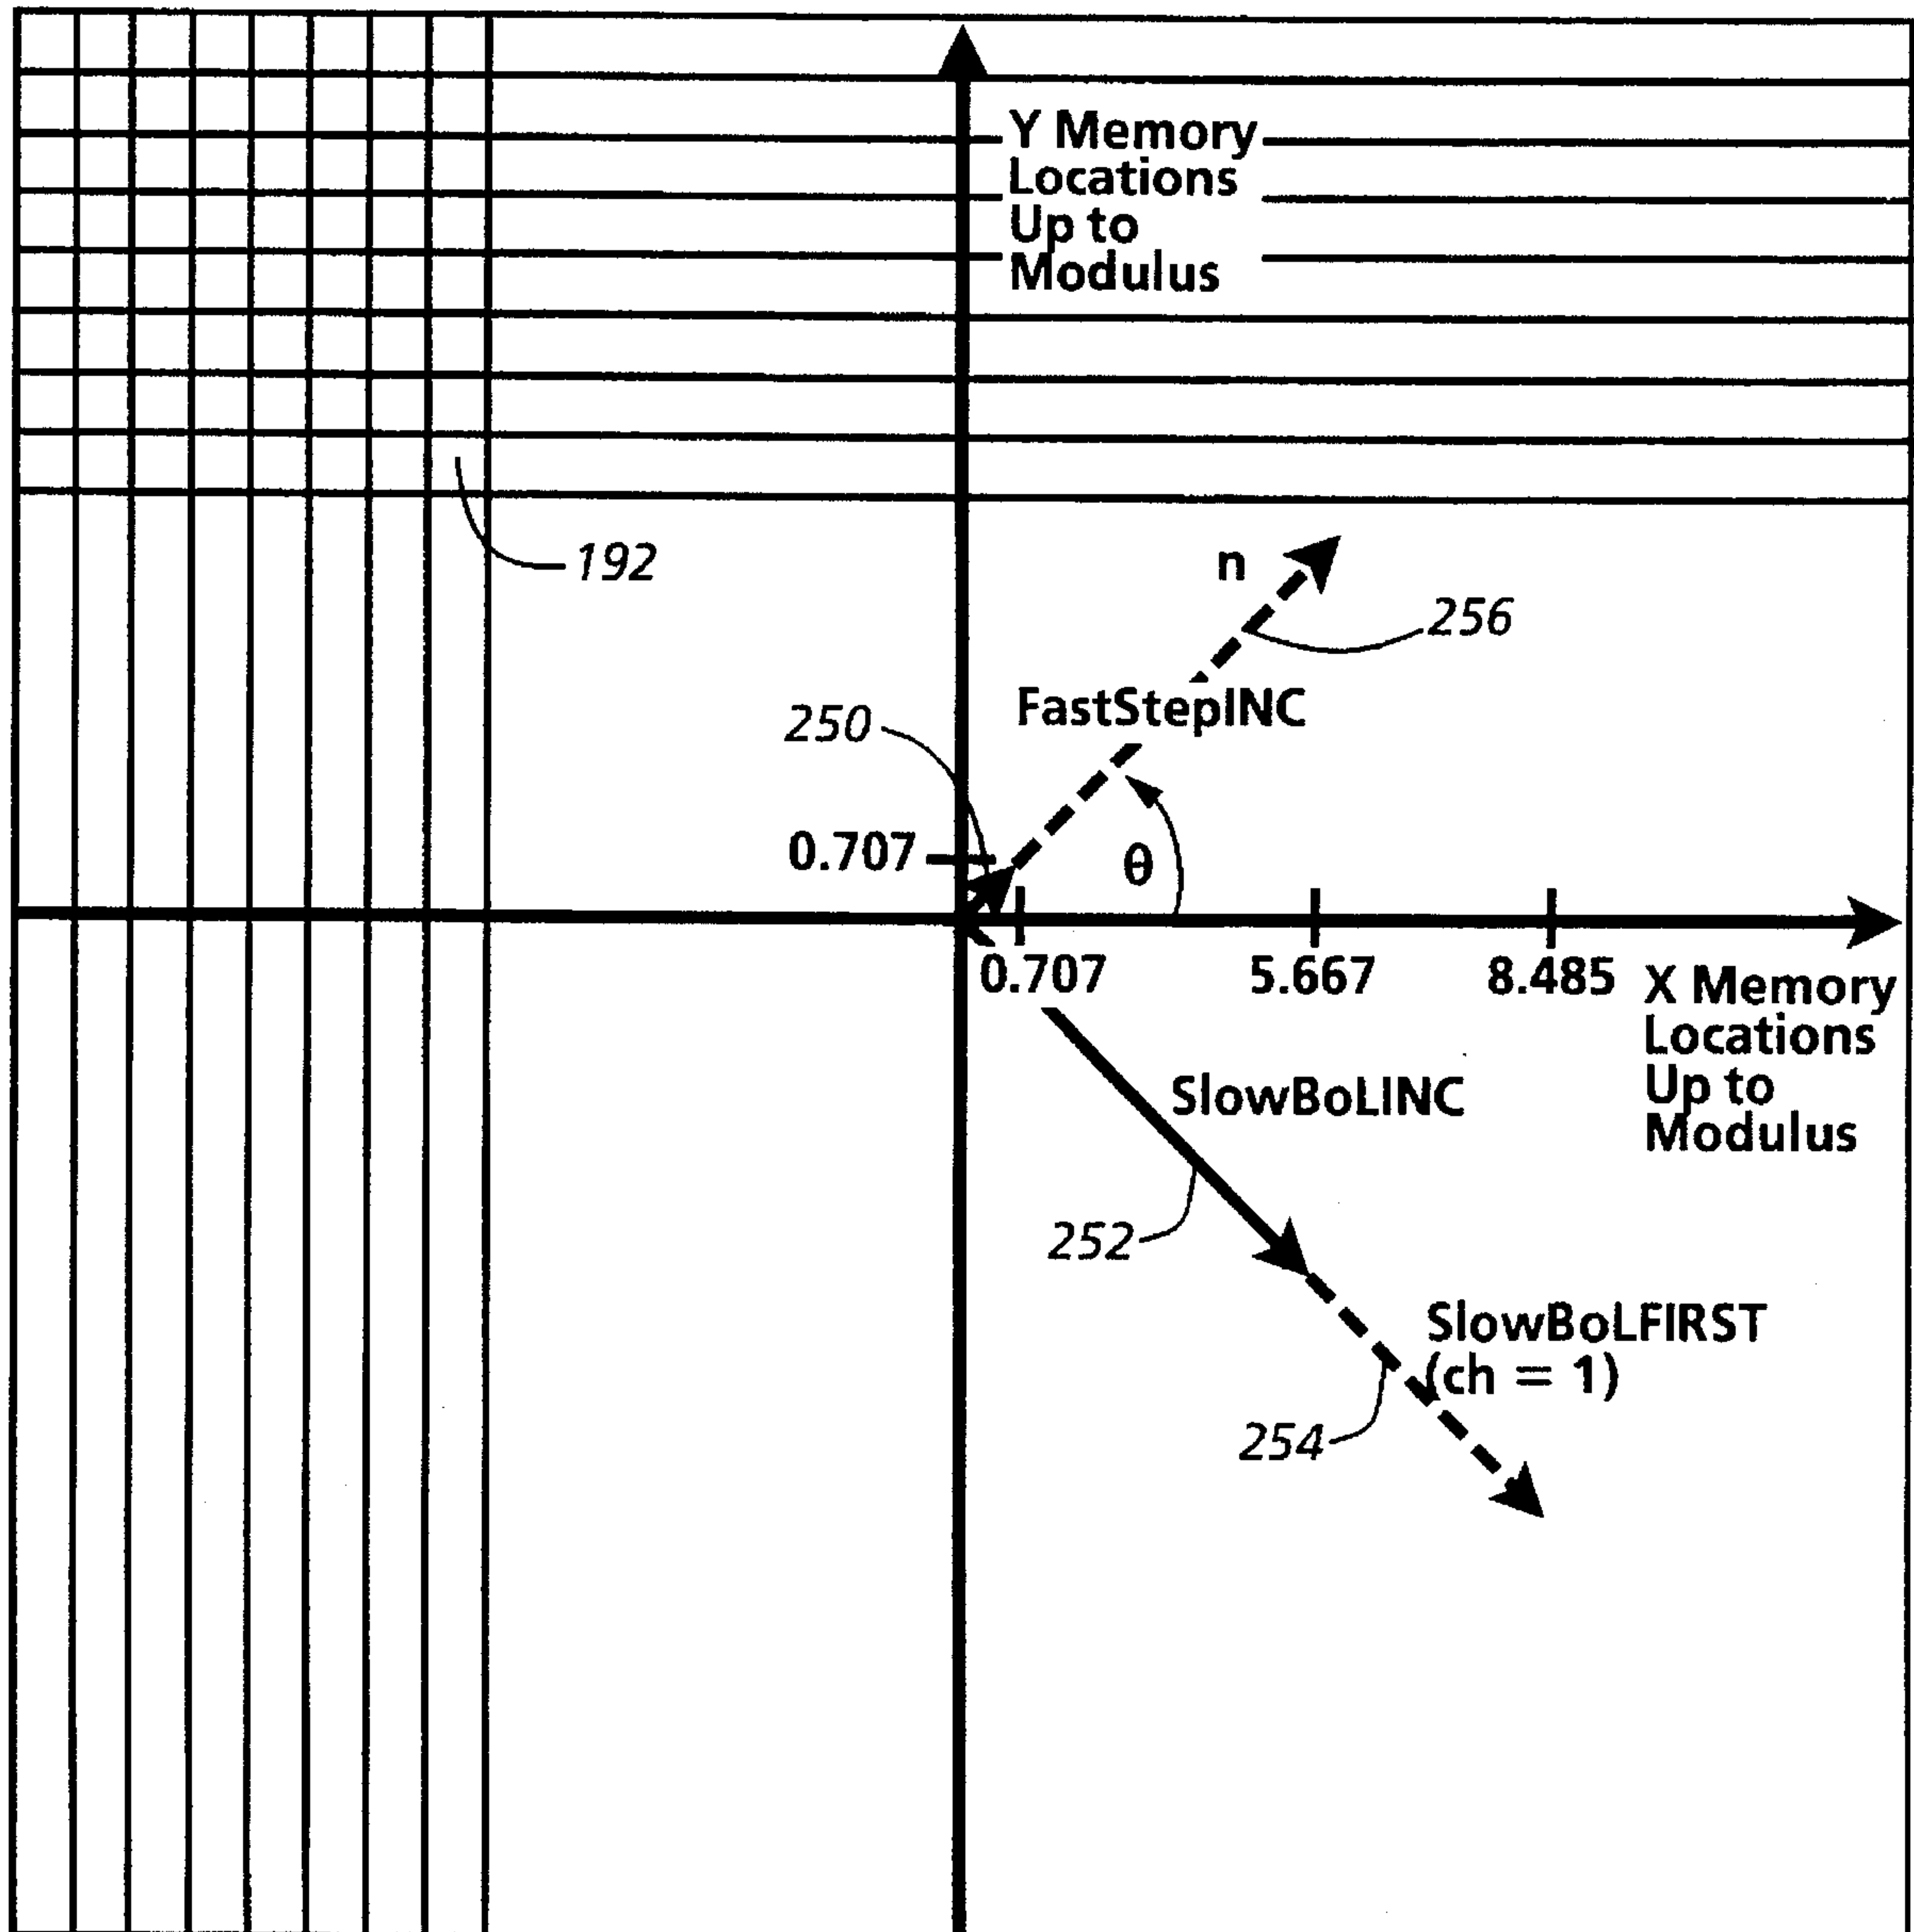 Y Memory
Locations
Up to
Modulus
192
n
256
FastStepINC
250
0.707
θ
0.707
5.667
8.485
X Memory
Locations
Up to
Modulus
SlowBoLINC
252
SlowBoLFIRST
(ch = 1)
254